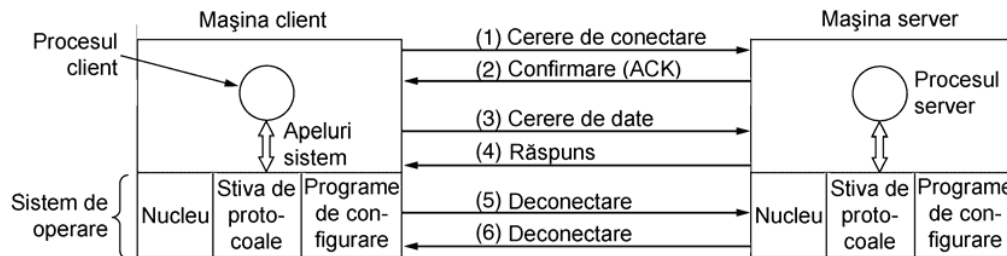 Maşina client
Maşina server
Procesul
client
(1) Cerere de conectare
(2) Confirmare (ACK)
Procesul
server
(3) Cerere de date
Apeluri
sistem
(4) Răspuns
Sistem de
operare
Nucleu
Stiva de
proto-
coale
Programe
de con-
figurare
(5) Deconectare
(6) Deconectare
Nucleu
Stiva de
proto-
coale
Programe
de con-
figurare